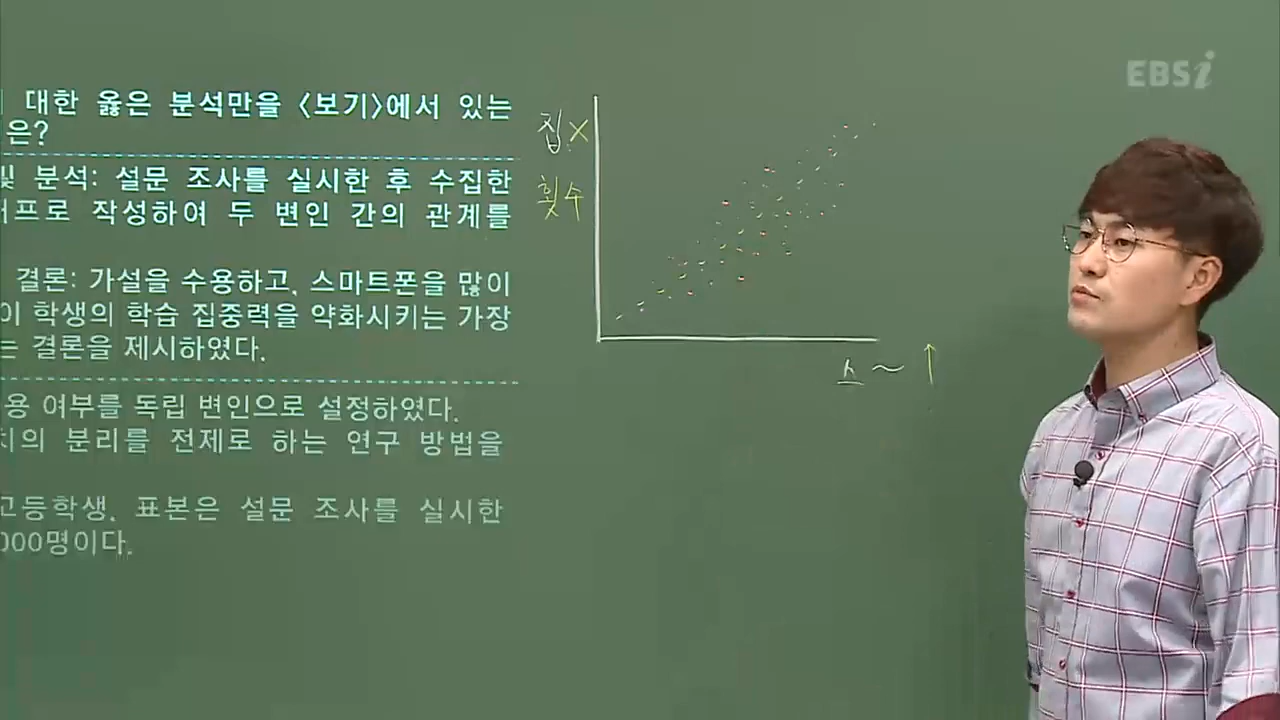 대한 옳은 분석만을 〈보기〉에서 있는
은?
및 분석: 설문 조사를 실시한 후 수집한
프로 작성하여 두 변인 간의 관계를
결론: 가설을 수용하고, 스마트폰을 많이
이 학생의 학습 집중력을 약화시키는 가장
는 결론을 제시하였다.
용 여부를 독립 변인으로 설정하였다.
치의 분리를 전제로 하는 연구 방법을
고등학생, 표본은 설문 조사를 실시한
000명이다.
집 X
횟수
ㅅ ~ ↑
EBSi